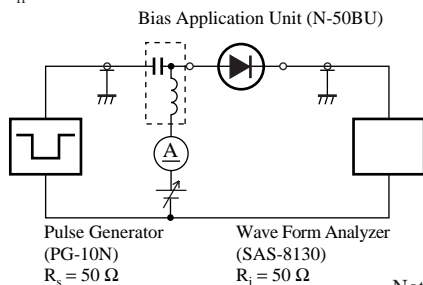 Bias Application Unit (N-50BU)
A
Pulse Generator
(PG-10N)
Rs = 50 Ω
Wave Form Analyzer
(SAS-8130)
Ri = 50 Ω